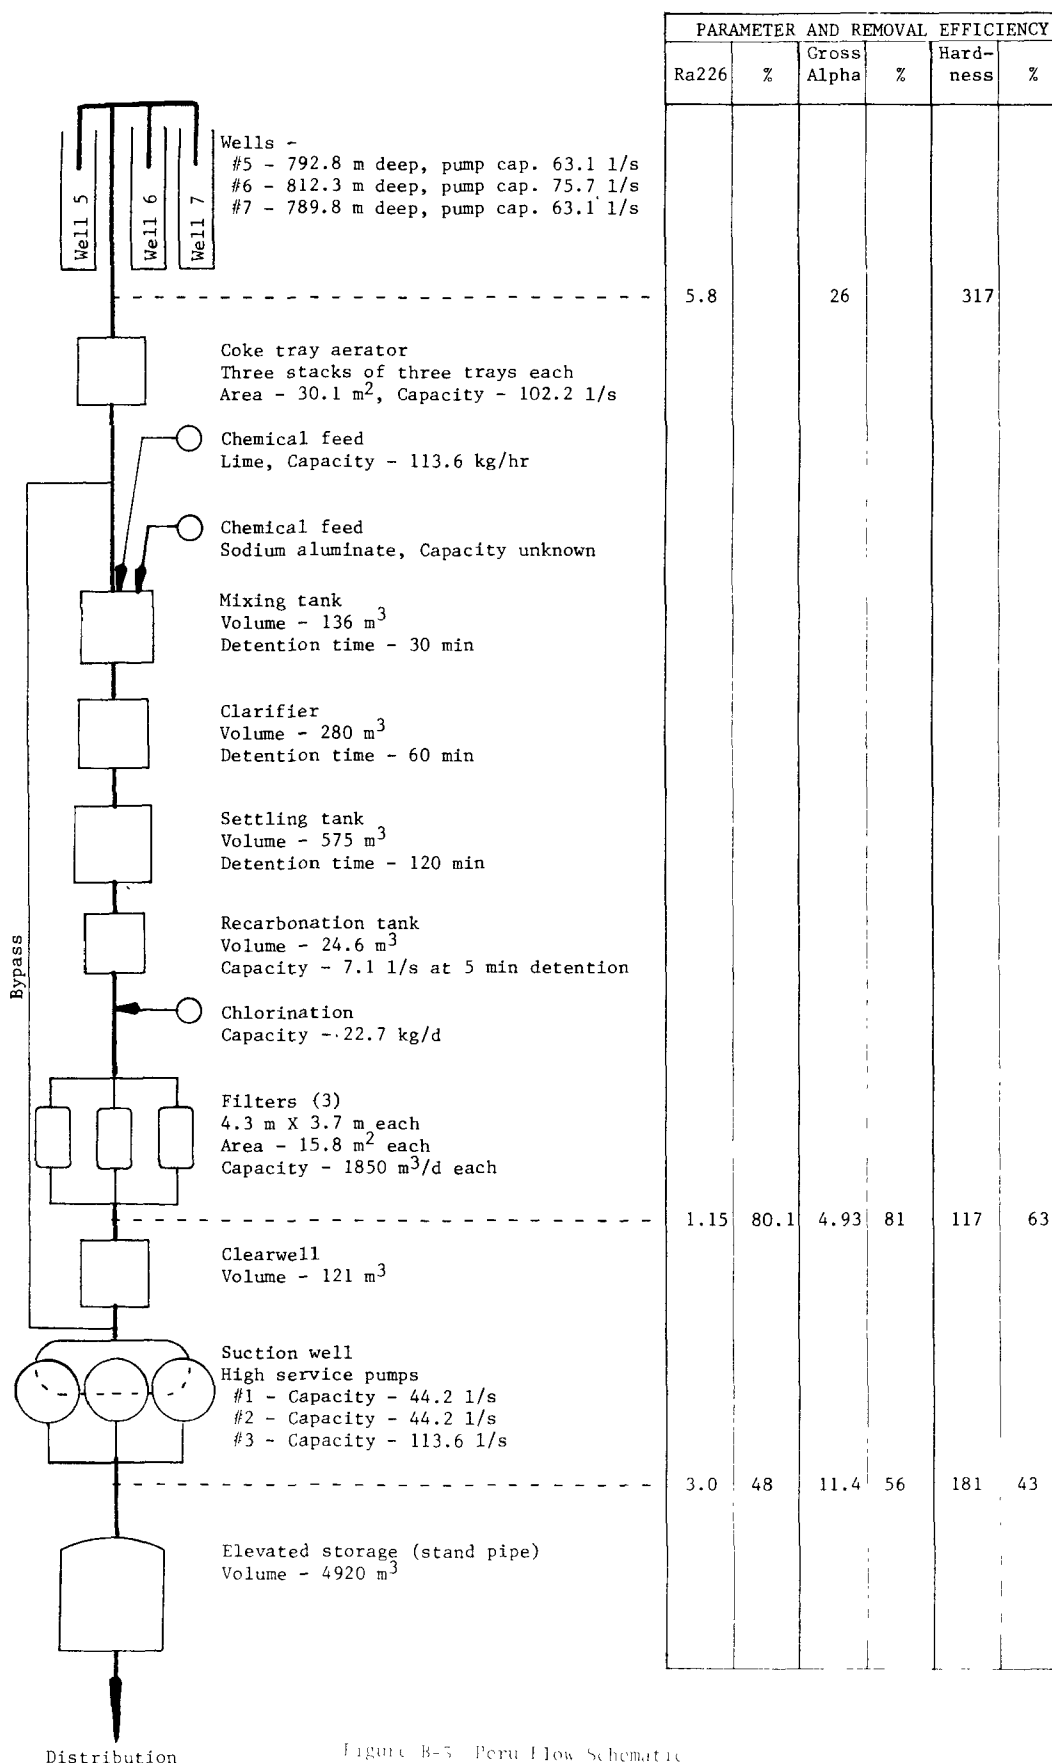 PARAMETER AND REMOVAL EFFICIENCY
Ra226 % Gross Alpha % Hard-ness %
Wells -
#5 - 792.8 m deep, pump cap. 63.1 l/s
#6 - 812.3 m deep, pump cap. 75.7 l/s
#7 - 789.8 m deep, pump cap. 63.1 l/s
Well 5
Well 6
Well 7
5.8 26 317
Coke tray aerator
Three stacks of three trays each
Area - 30.1 m², Capacity - 102.2 l/s
Chemical feed
Lime, Capacity - 113.6 kg/hr
Chemical feed
Sodium aluminate, Capacity unknown
Mixing tank
Volume - 136 m³
Detention time - 30 min
Clarifier
Volume - 280 m³
Detention time - 60 min
Settling tank
Volume - 575 m³
Detention time - 120 min
Recarbonation tank
Volume - 24.6 m³
Capacity - 7.1 l/s at 5 min detention
Bypass
Chlorination
Capacity - 22.7 kg/d
Filters (3)
4.3 m X 3.7 m each
Area - 15.8 m² each
Capacity - 1850 m³/d each
1.15 80.1 4.93 81 117 63
Clearwell
Volume - 121 m³
Suction well
High service pumps
#1 - Capacity - 44.2 l/s
#2 - Capacity - 44.2 l/s
#3 - Capacity - 113.6 l/s
3.0 48 11.4 56 181 43
Elevated storage (stand pipe)
Volume - 4920 m³
Distribution
Figure B-5 Peru Flow Schematic